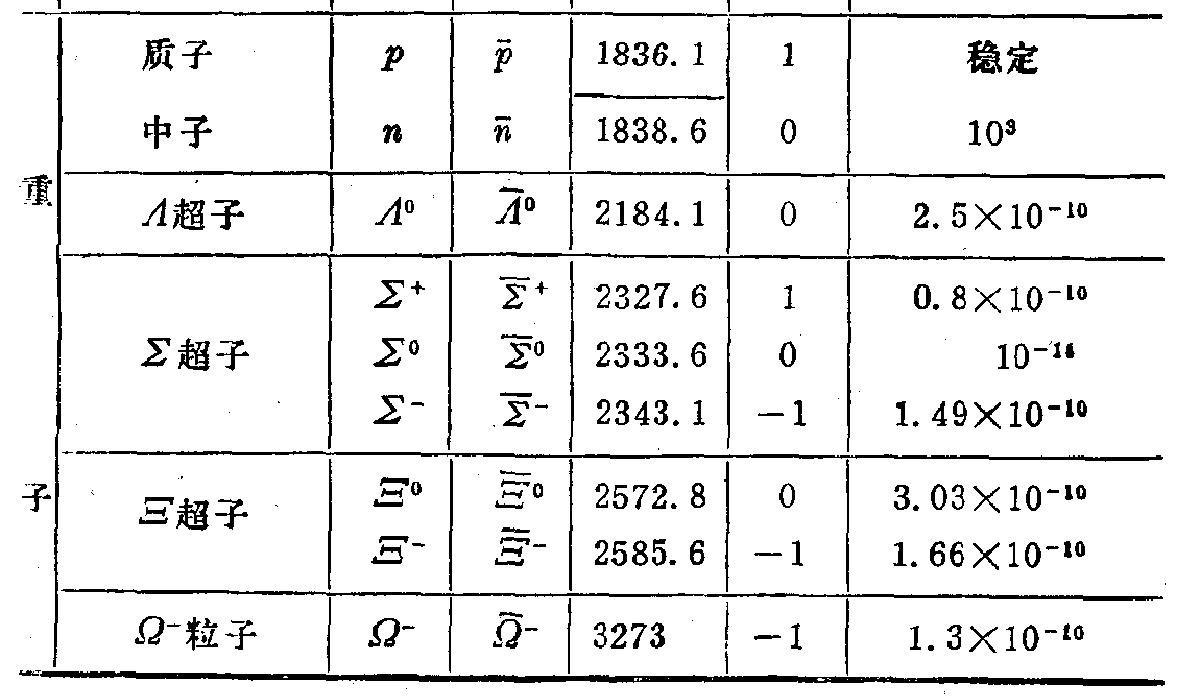 质子 p p̄ 1836.1 1 稳定
中子 n n̄ 1838.6 0 10³
重
Λ超子 Λ⁰ Λ̅⁰ 2184.1 0 2.5×10⁻¹⁰
Σ⁺ Σ̅⁺ 2327.6 1 0.8×10⁻¹⁰
Σ超子 Σ⁰ Σ̅⁰ 2333.6 0 10⁻¹⁴
Σ⁻ Σ̅⁻ 2343.1 −1 1.49×10⁻¹⁰
子
Ξ超子 Ξ⁰ Ξ̅⁰ 2572.8 0 3.03×10⁻¹⁰
Ξ⁻ Ξ̅⁻ 2585.6 −1 1.66×10⁻¹⁰
Ω⁻粒子 Ω⁻ Ω̅⁻ 3273 −1 1.3×10⁻¹⁰